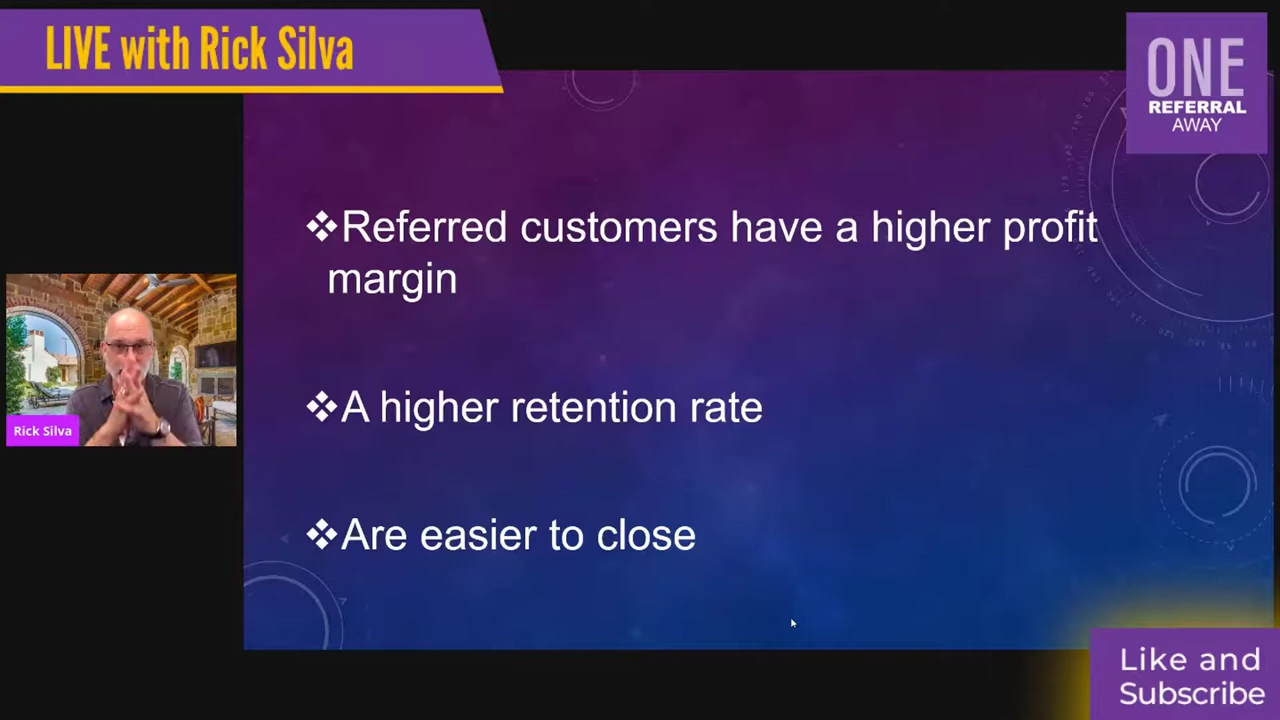 LIVE with Rick Silva
ONE
REFERRAL
AWAY
❖Referred customers have a higher profit
margin
❖A higher retention rate
❖Are easier to close
Rick Silva
Like and
Subscribe